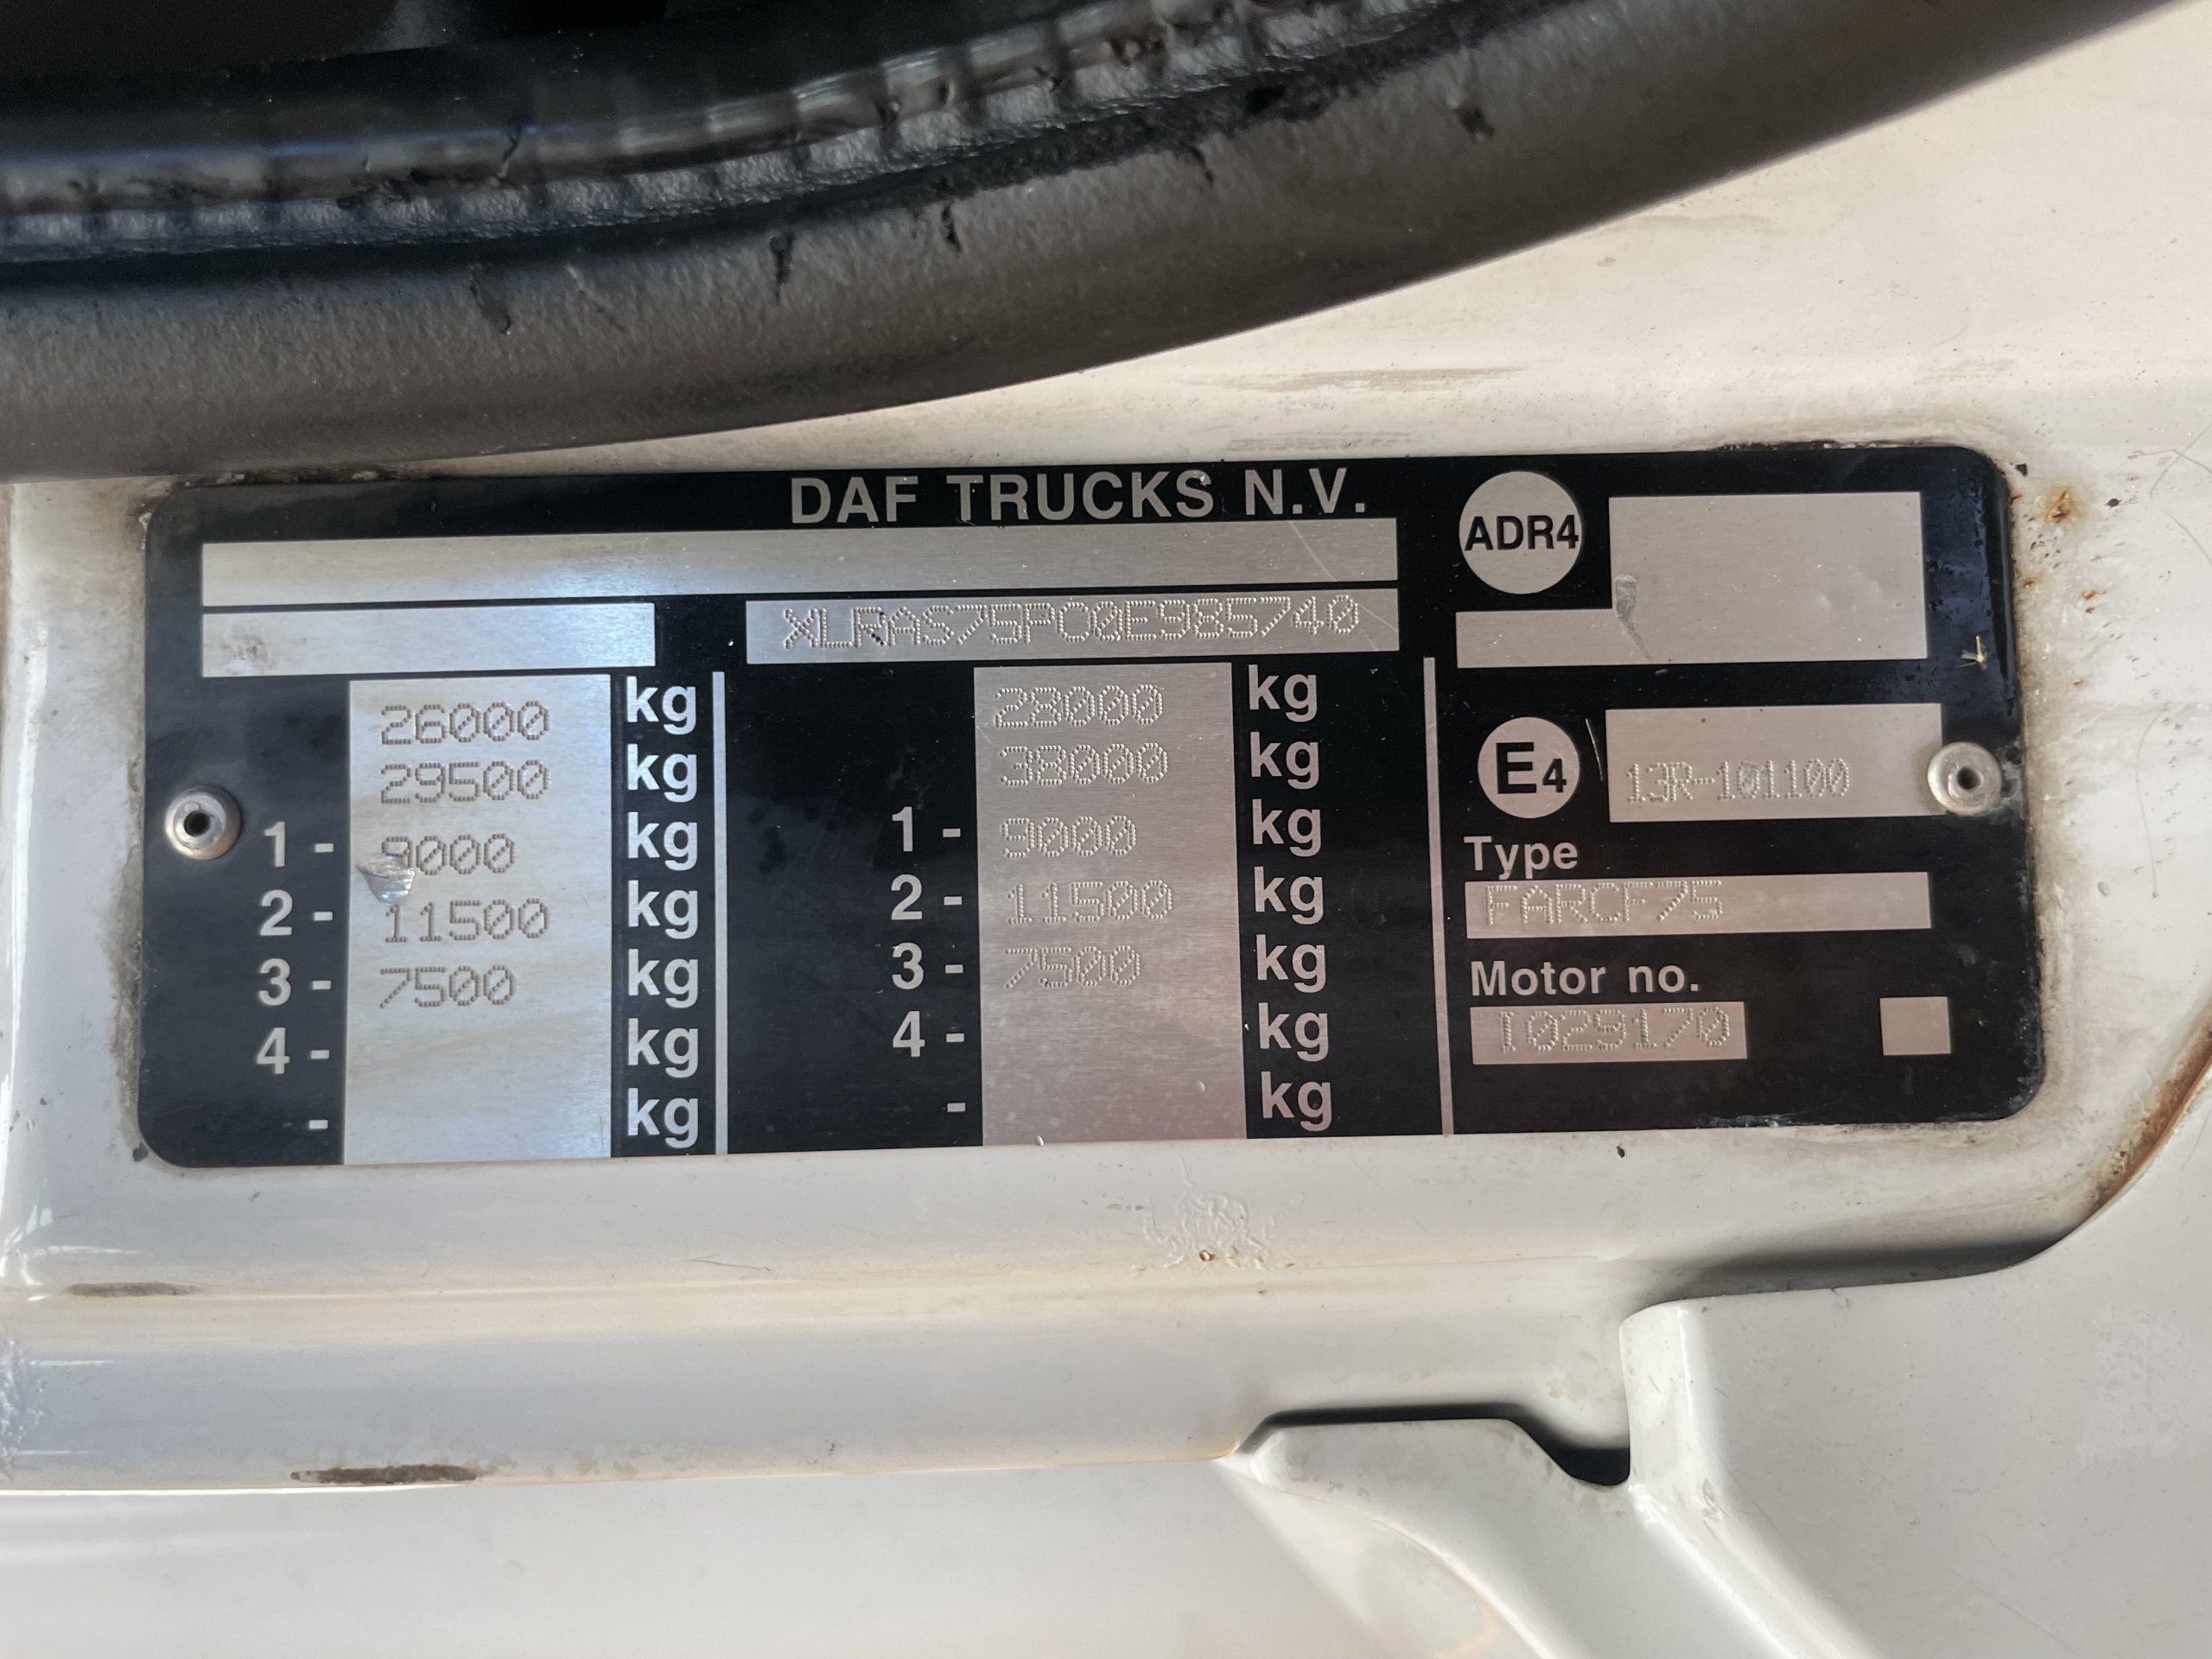 DAF TRUCKS N.V.
XLRAS75PC0E985740
26000 kg
29500 kg
1 - 9000 kg
2 - 11500 kg
3 - 7500 kg
4 - kg
- kg
28000 kg
38000 kg
1 - 9000 kg
2 - 11500 kg
3 - 7500 kg
4 - kg
- kg
ADR4
E4 13R-101100
Type
FARCF75
Motor no.
I029170